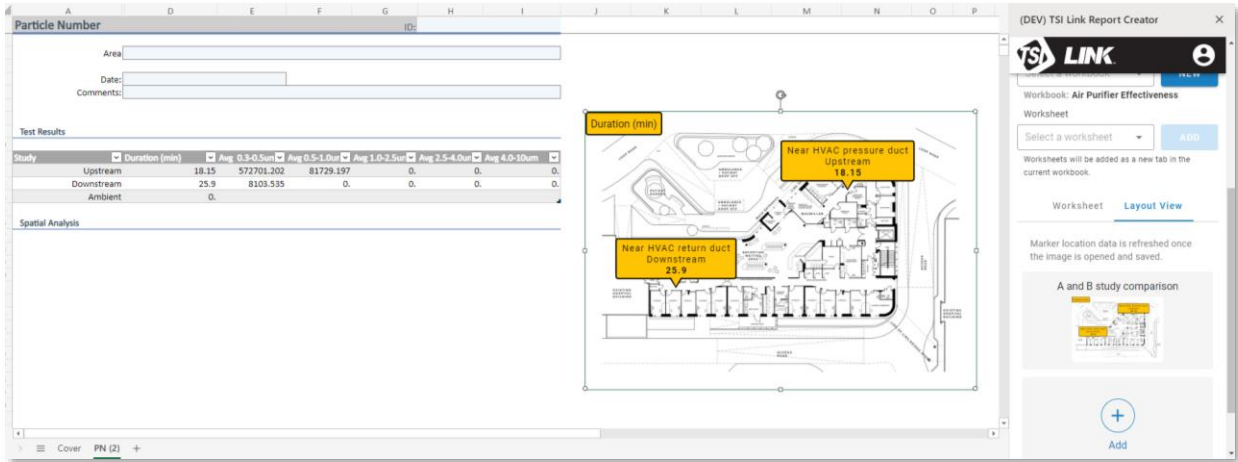 A D E F G H I J K L M N O P
Particle Number ID:
Area
Date:
Comments:
Test Results
Study Duration (min) Avg 0.3-0.5um Avg 0.5-1.0um Avg 1.0-2.5um Avg 2.5-4.0um Avg 4.0-10um
Upstream 18.15 572701.202 81729.197 0. 0. 0.
Downstream 25.9 8103.535 0. 0. 0. 0.
Ambient 0.
Spatial Analysis
Duration (min)
Near HVAC pressure duct
Upstream
18.15
Near HVAC return duct
Downstream
25.9
Cover PN (2) +
(DEV) TSI Link Report Creator
TSI LINK
Select a workbook NEW
Workbook: Air Purifier Effectiveness
Worksheet
Select a worksheet ADD
Worksheets will be added as a new tab in the
current workbook.
Worksheet Layout View
Marker location data is refreshed once
the image is opened and saved.
A and B study comparison
Add